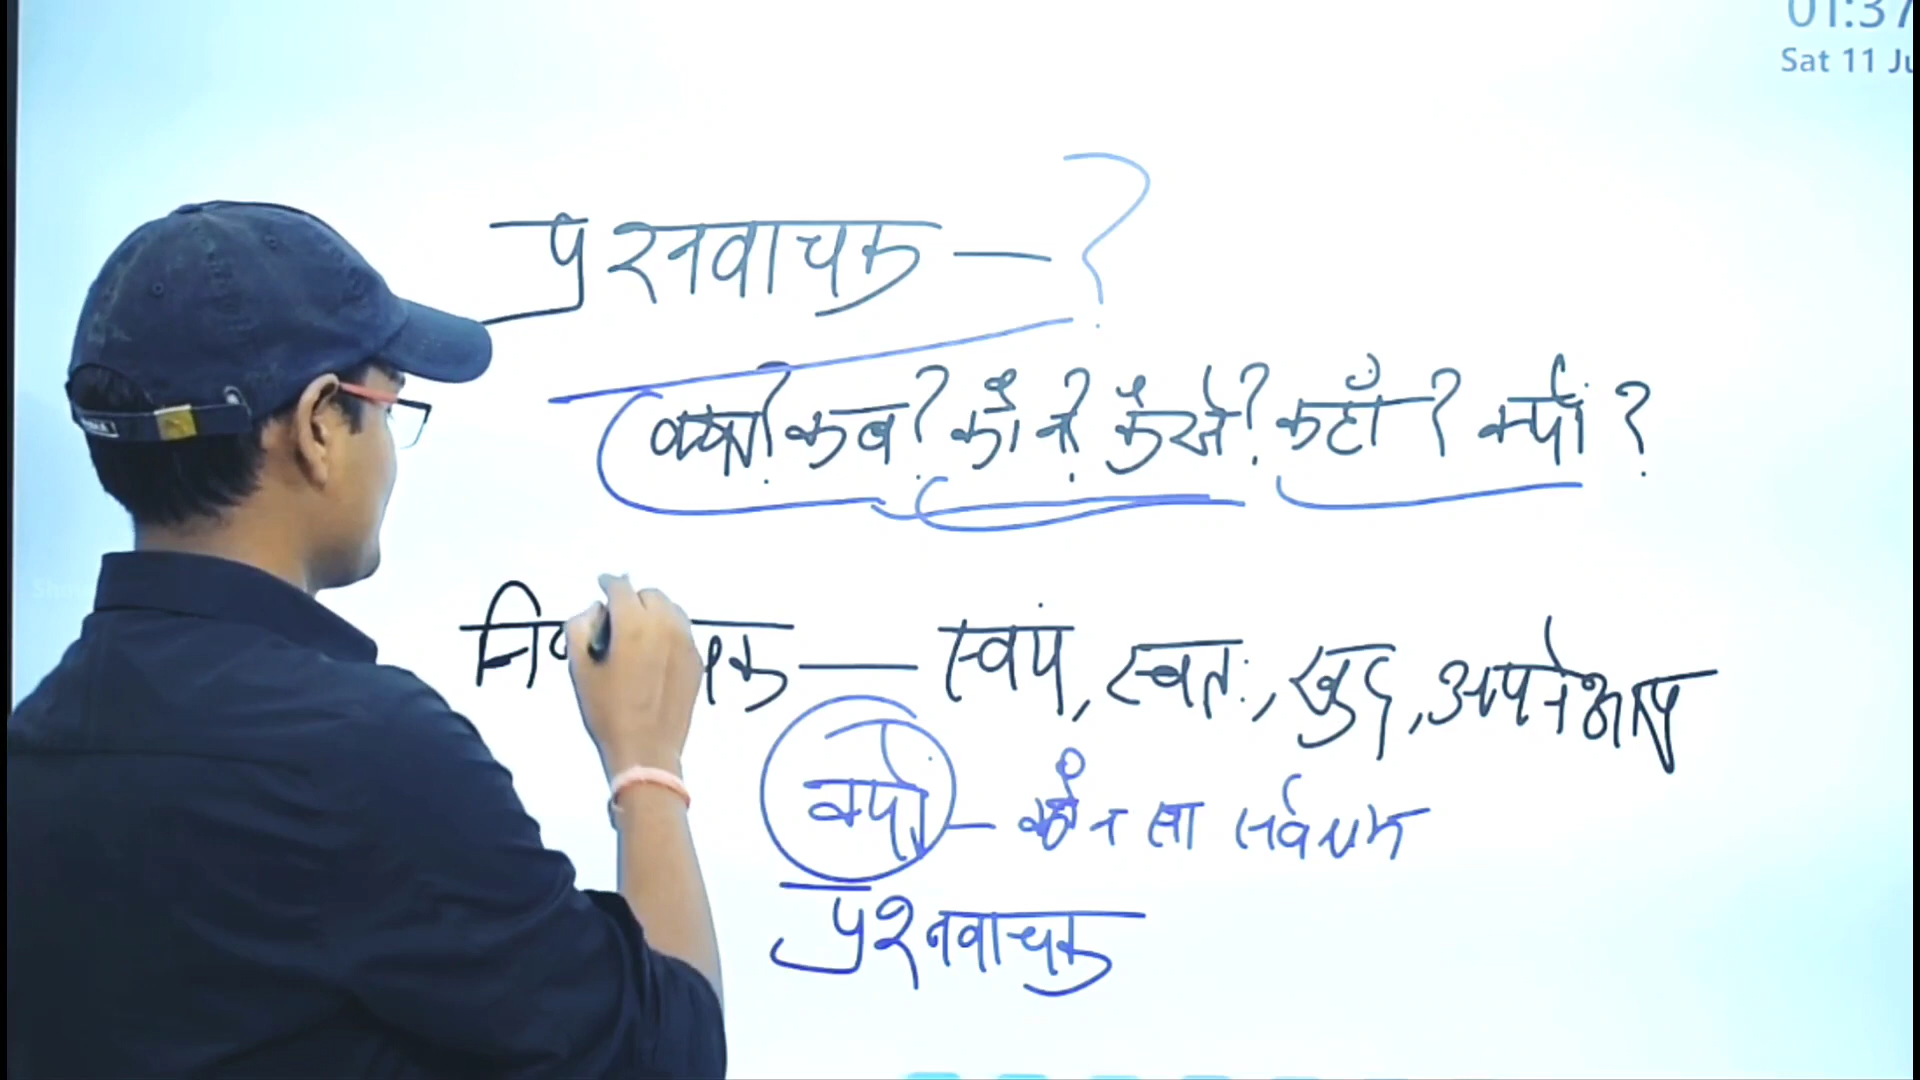 01:37
Sat 11 Ju
प्रश्नवाचक — ?
क्या? कब? कौन? कैसे? कहाँ? क्यों?
— स्वयं, स्वतः, खुद, अपने आप
क्यों — कौन सा सर्वनाम
प्रश्नवाचक